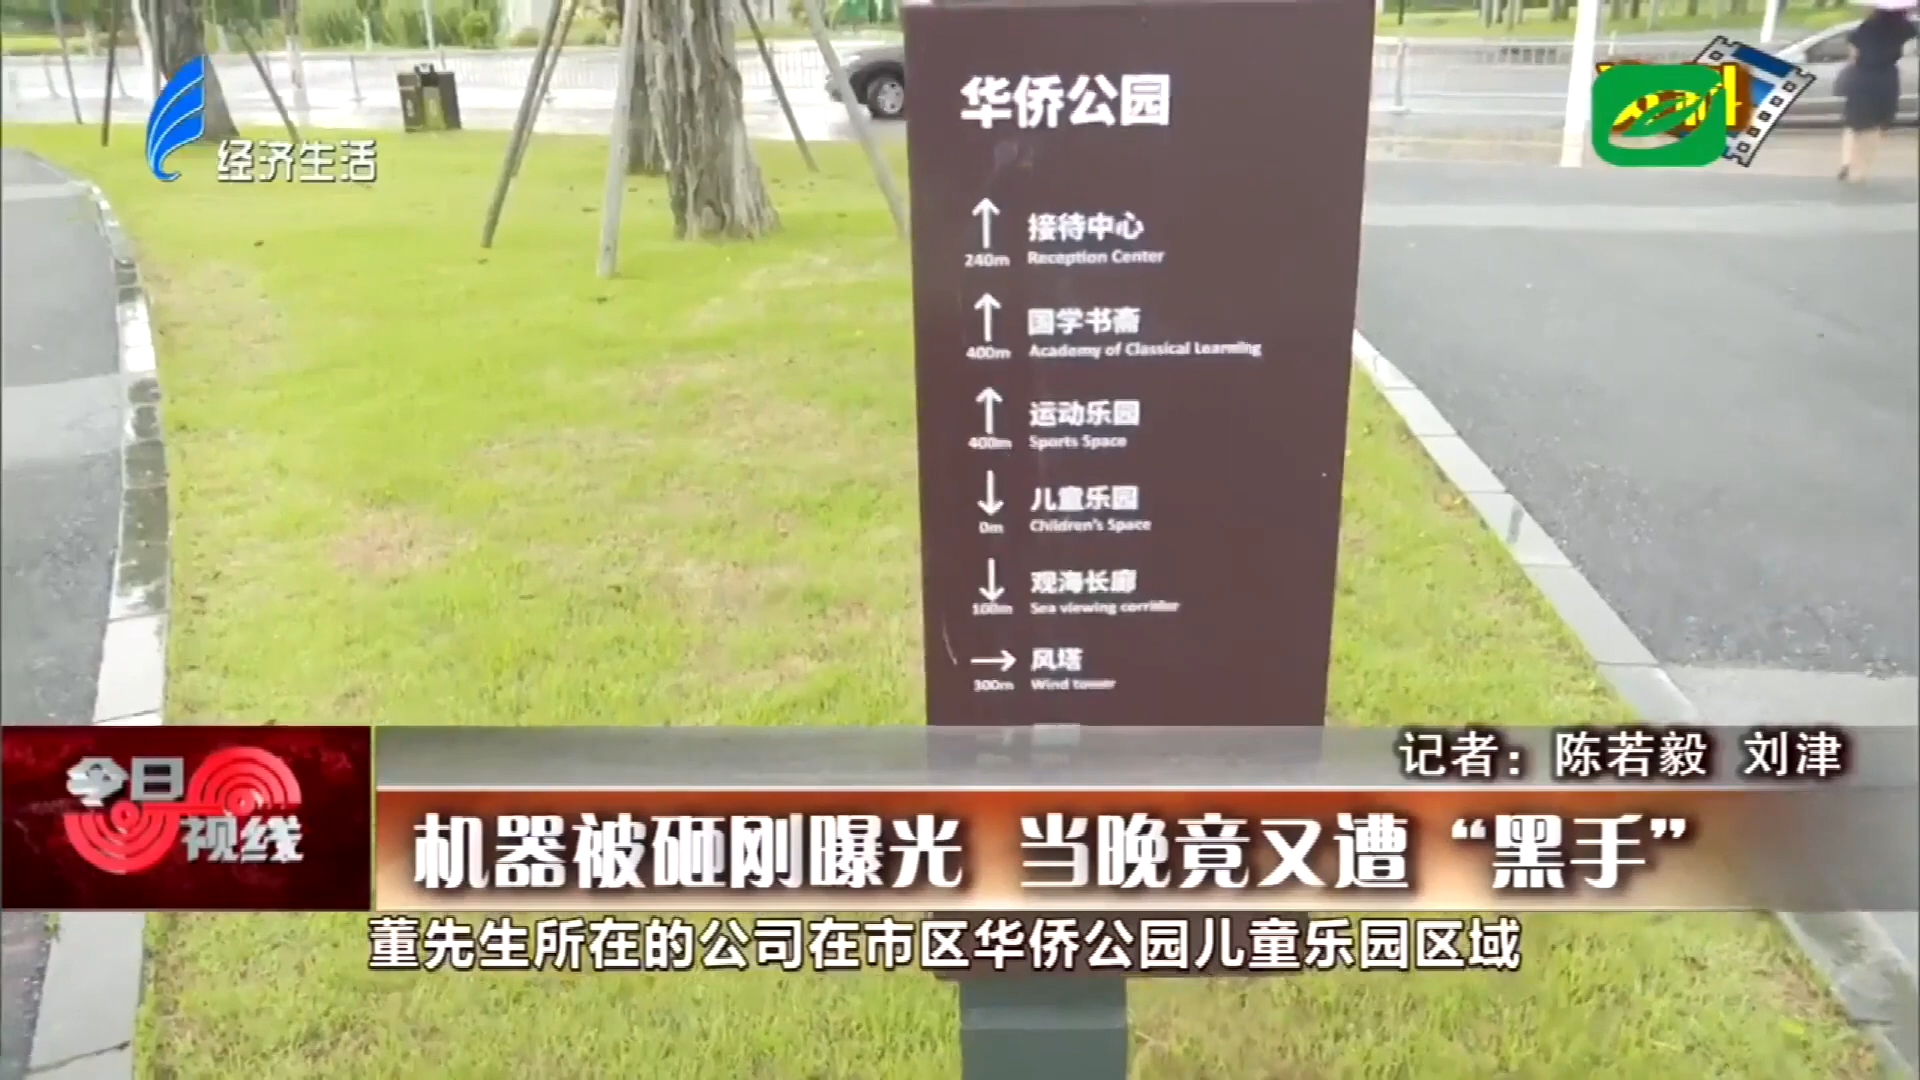 经济生活
华侨公园
接待中心
240m Reception Center
国学书斋
400m Academy of Classical Learning
运动乐园
400m Sports Space
儿童乐园
0m Children's Space
观海长廊
100m Sea viewing corridor
风塔
300m Wind tower
记者：陈若毅 刘津
今日
视线
机器被砸刚曝光 当晚竟又遭“黑手”
董先生所在的公司在市区华侨公园儿童乐园区域